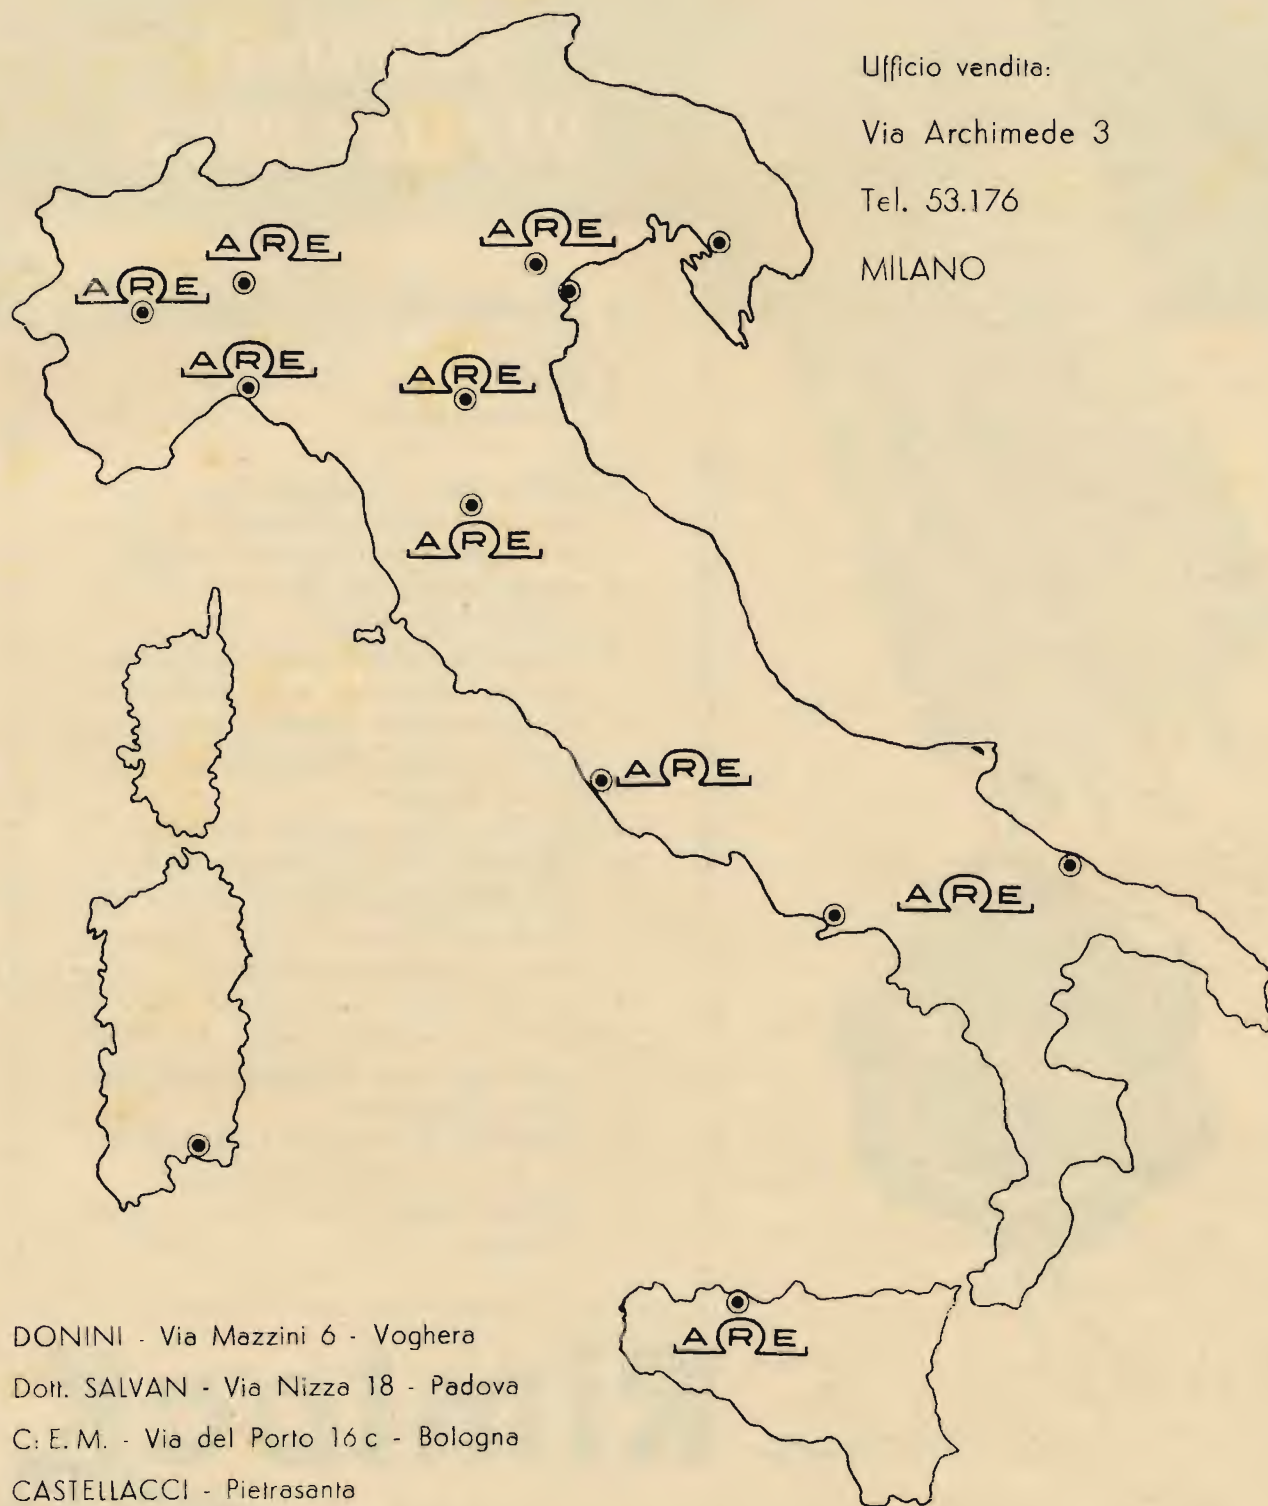 Ufficio vendita:
Via Archimede 3
Tel. 53.176
MILANO
ARE
ARE
ARE
ARE
ARE
ARE
ARE
ARE
ARE
DONINI - Via Mazzini 6 - Voghera
Dott. SALVAN - Via Nizza 18 - Padova
C. E. M. - Via del Porto 16 c - Bologna
CASTELLACCI - Pietrasanta